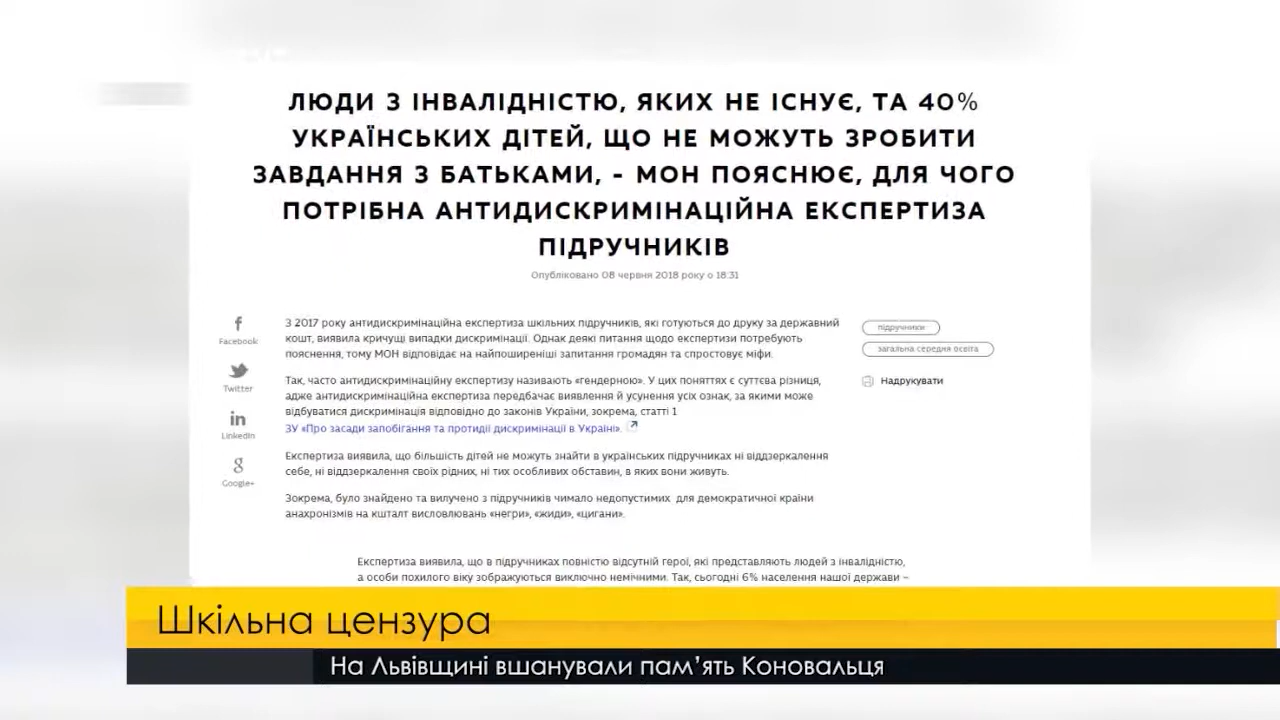 ЛЮДИ З ІНВАЛІДНІСТЮ, ЯКИХ НЕ ІСНУЄ, ТА 40%
УКРАЇНСЬКИХ ДІТЕЙ, ЩО НЕ МОЖУТЬ ЗРОБИТИ
ЗАВДАННЯ З БАТЬКАМИ, - МОН ПОЯСНЮЄ, ДЛЯ ЧОГО
ПОТРІБНА АНТИДИСКРИМІНАЦІЙНА ЕКСПЕРТИЗА
ПІДРУЧНИКІВ
Опубліковано 08 червня 2018 року о 18:31
Facebook
Twitter
LinkedIn
Google+
З 2017 року антидискримінаційна експертиза шкільних підручників, які готуються до друку за державний
кошт, виявила кричущі випадки дискримінації. Однак деякі питання щодо експертизи потребують
пояснення, тому МОН відповідає на найпоширеніші запитання громадян та спростовує міфи.
Так, часто антидискримінаційну експертизу називають «гендерною». У цих поняттях є суттєва різниця,
адже антидискримінаційна експертиза передбачає виявлення й усунення усіх ознак, за якими може
відбуватися дискримінація відповідно до законів України, зокрема, статті 1
ЗУ «Про засади запобігання та протидії дискримінації в Україні».
Експертиза виявила, що більшість дітей не можуть знайти в українських підручниках ні віддзеркалення
себе, ні віддзеркалення своїх рідних, ні тих особливих обставин, в яких вони живуть.
Зокрема, було знайдено та вилучено з підручників чимало недопустимих для демократичної країни
анахронізмів на кшталт висловлювань «негри», «жиди», «цигани».
Експертиза виявила, що в підручниках повністю відсутній герої, які представляють людей з інвалідністю,
а особи похилого віку зображуються виключно немічними. Так, сьогодні 6% населення нашої держави –
підручники
загальна середня освіта
Надрукувати
Шкільна цензура
На Львівщині вшанували пам'ять Коновальця